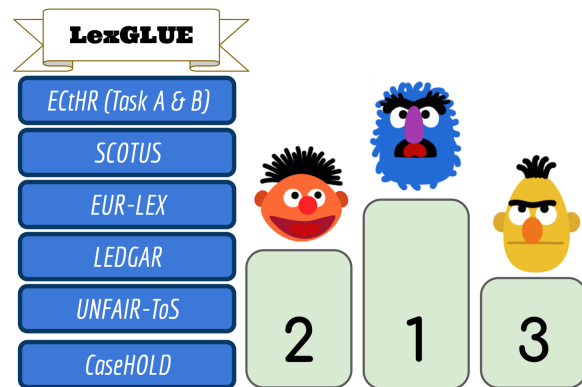 LexGLUE
ECtHR (Task A & B)
SCOTUS
EUR-LEX
LEDGAR
UNFAIR-ToS
CaseHOLD
2
1
3